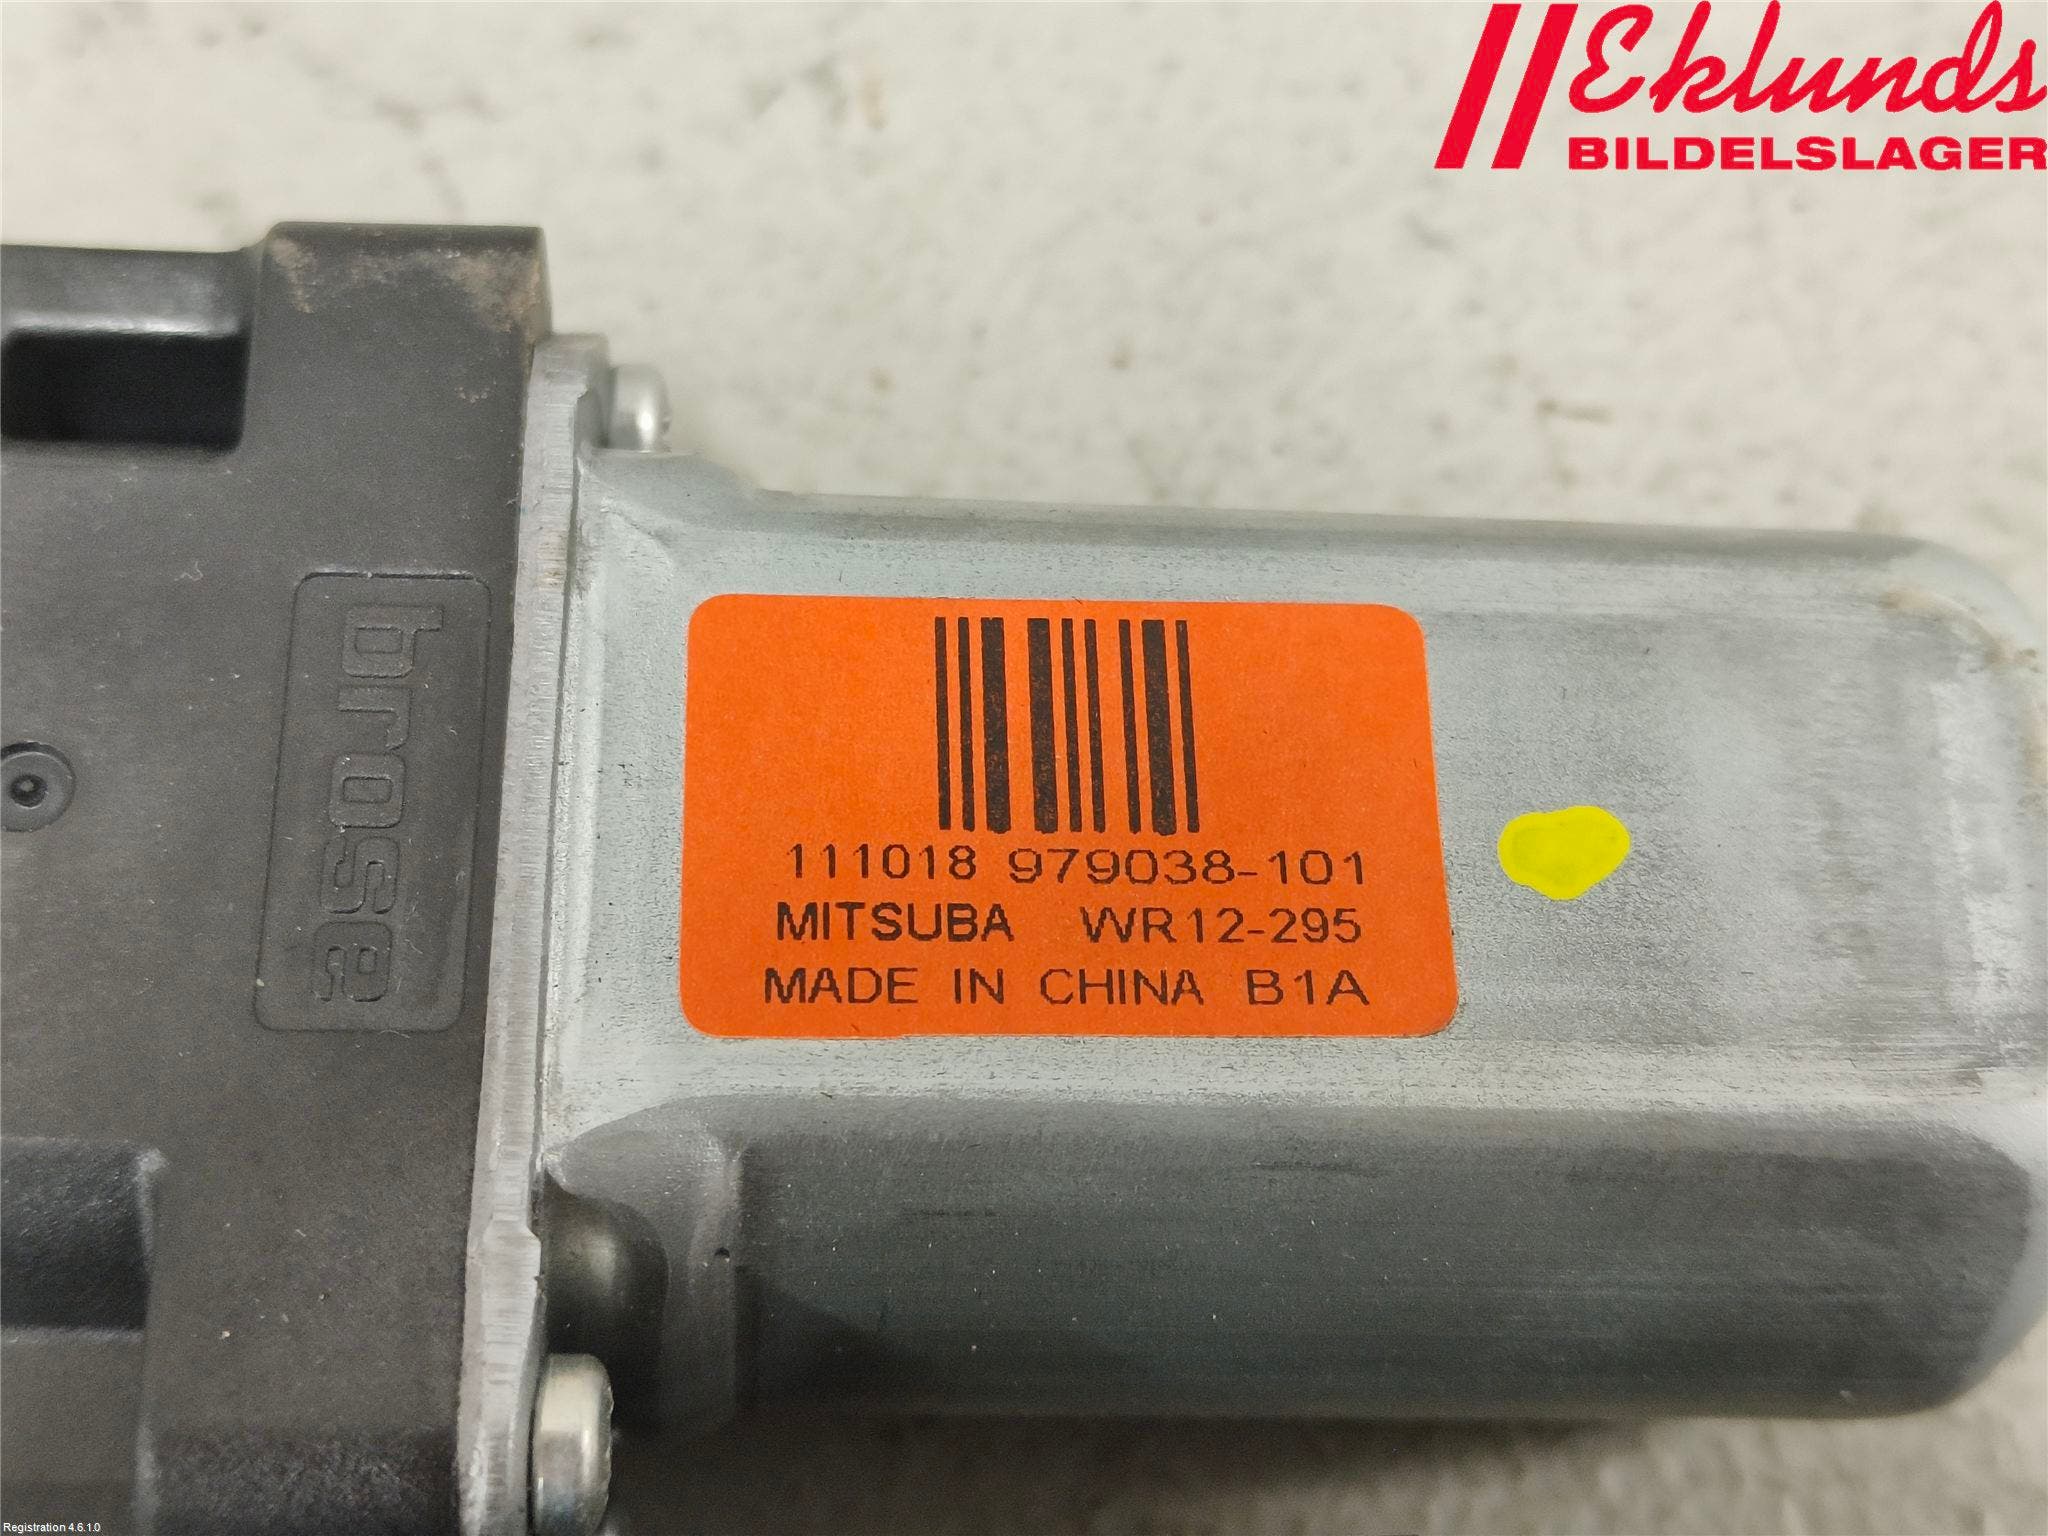 Eklunds
BILDELSLAGER
brose
111018 979038-101
MITSUBA WR12-295
MADE IN CHINA B1A
Registration 4.6.1.0